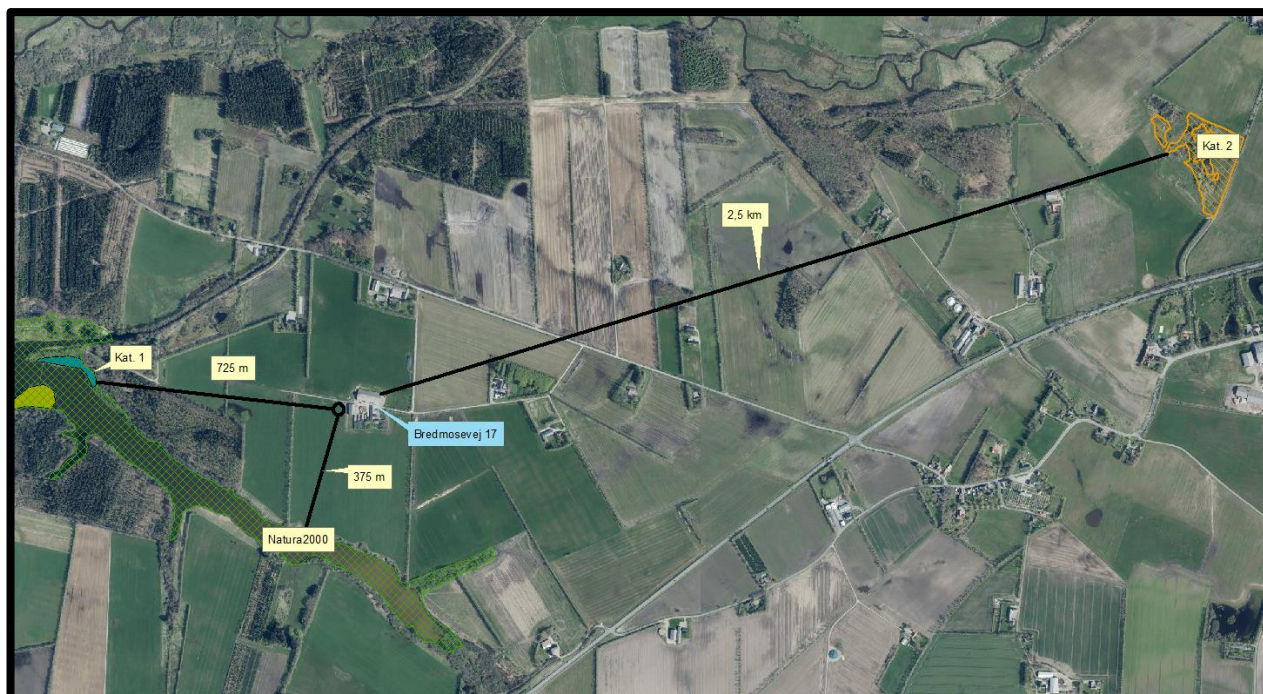 Kat. 2
2,5 km
Kat. 1
725 m
Bredmosevej 17
375 m
Natura2000